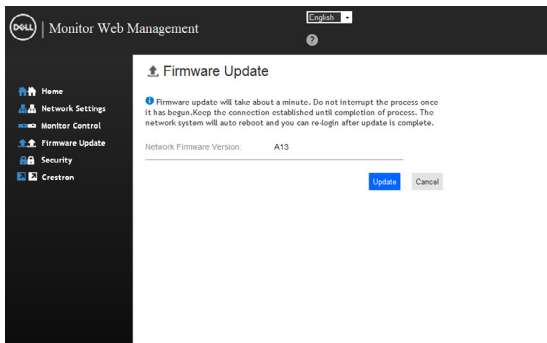 DELL | Monitor Web Management
English
?
Home
Network Settings
Monitor Control
Firmware Update
Security
Crestron
Firmware Update
Firmware update will take about a minute. Do not interrupt the process once
it has begun.Keep the connection established until completion of process. The
network system will auto reboot and you can re-login after update is complete.
Network Firmware Version: A13
Update Cancel